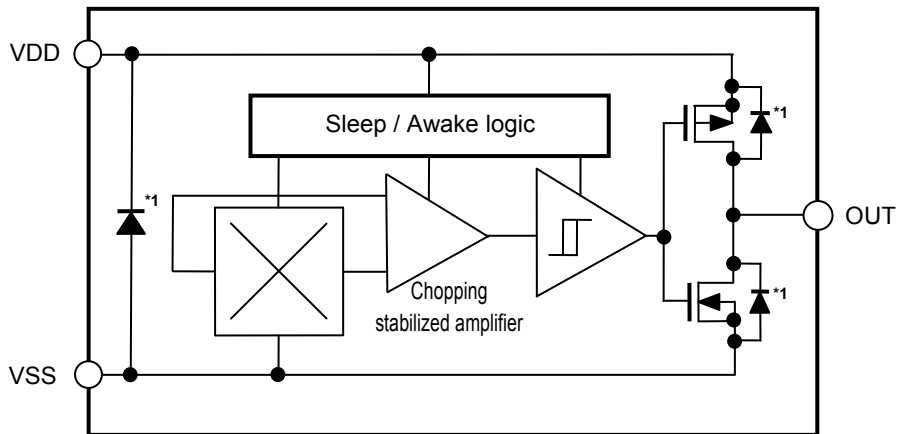 VDD
Sleep / Awake logic
*1
*1
OUT
*1
Chopping
stabilized amplifier
VSS